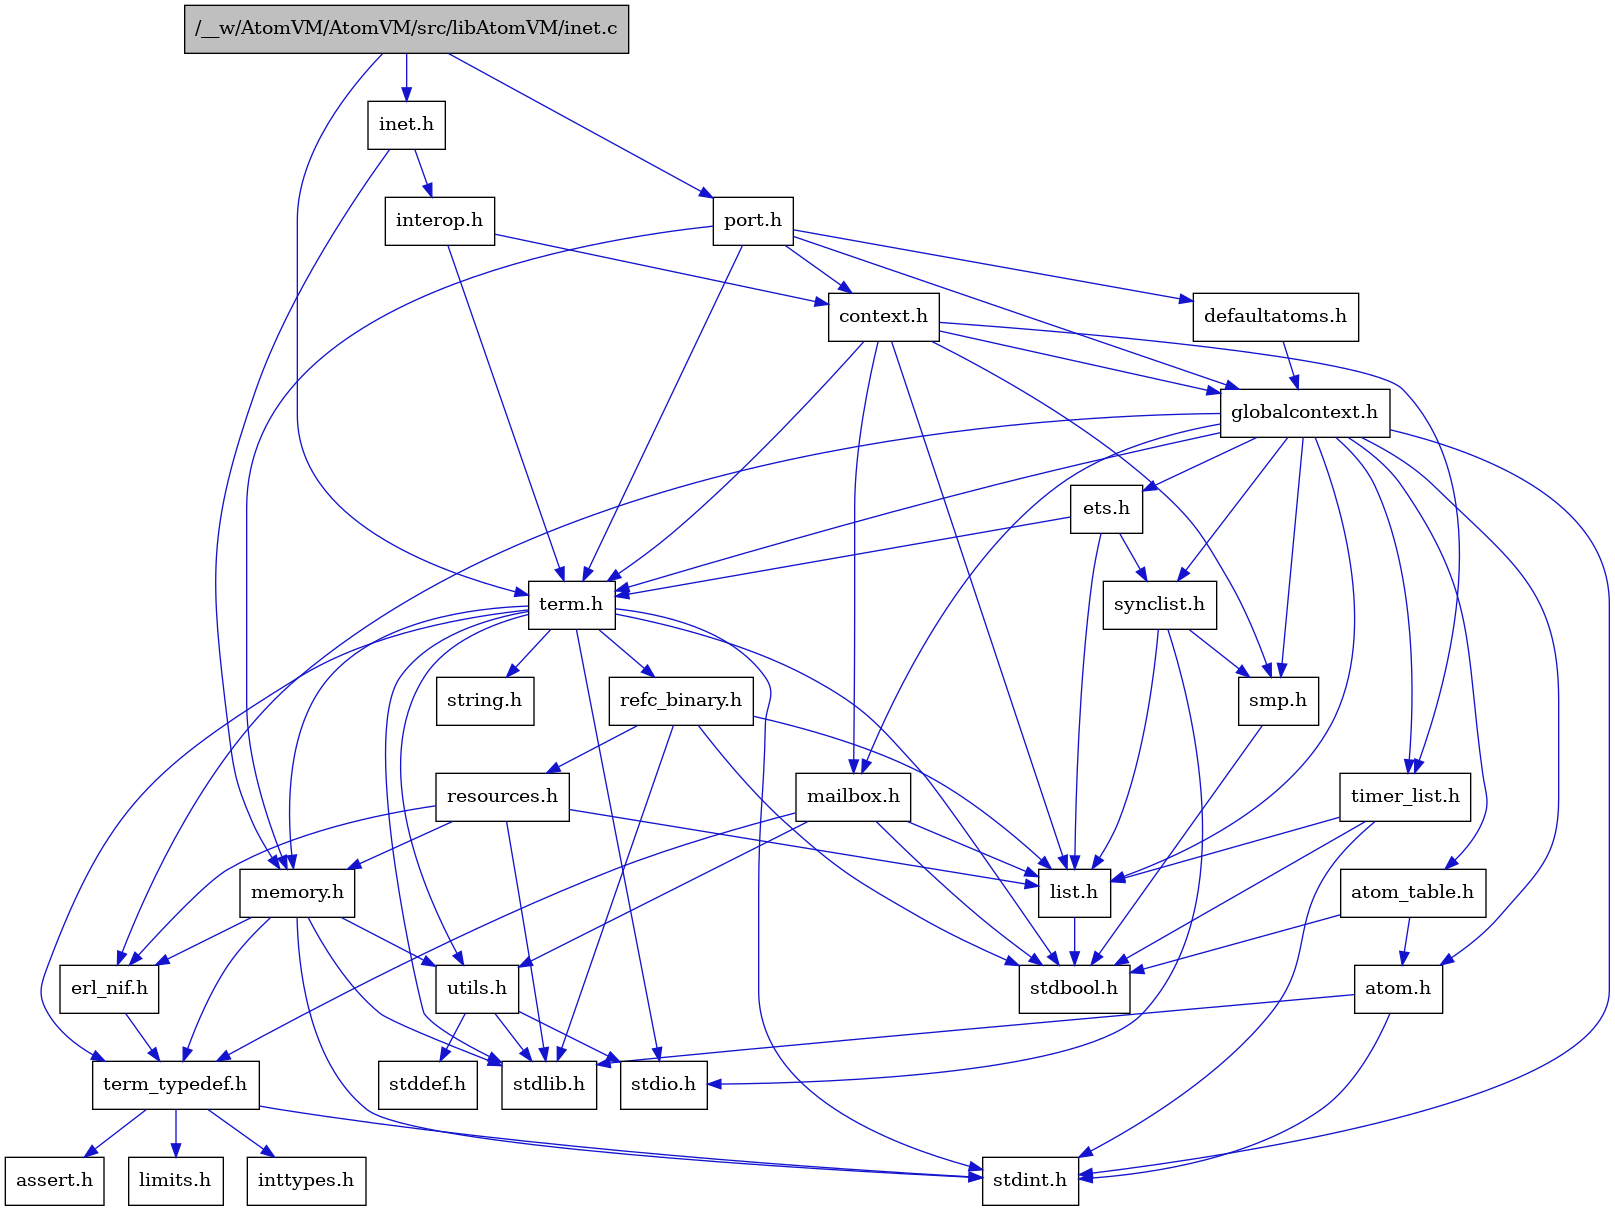 /__w/AtomVM/AtomVM/src/libAtomVM/inet.c
inet.h
interop.h
port.h
context.h
defaultatoms.h
globalcontext.h
ets.h
term.h
synclist.h
string.h
refc_binary.h
smp.h
resources.h
mailbox.h
timer_list.h
memory.h
list.h
atom_table.h
erl_nif.h
utils.h
stdbool.h
atom.h
term_typedef.h
stddef.h
stdlib.h
stdio.h
assert.h
limits.h
inttypes.h
stdint.h